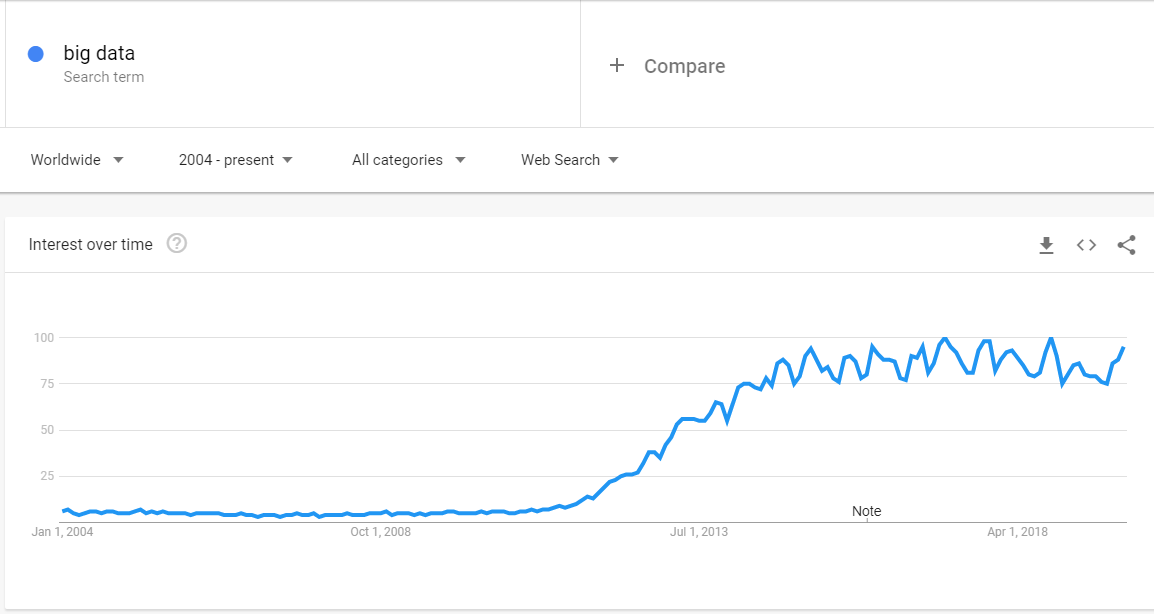 big data
Search term
+ Compare
Worldwide
2004 - present
All categories
Web Search
Interest over time
?
100
75
50
25
Note
Jan 1, 2004
Oct 1, 2008
Jul 1, 2013
Apr 1, 2018